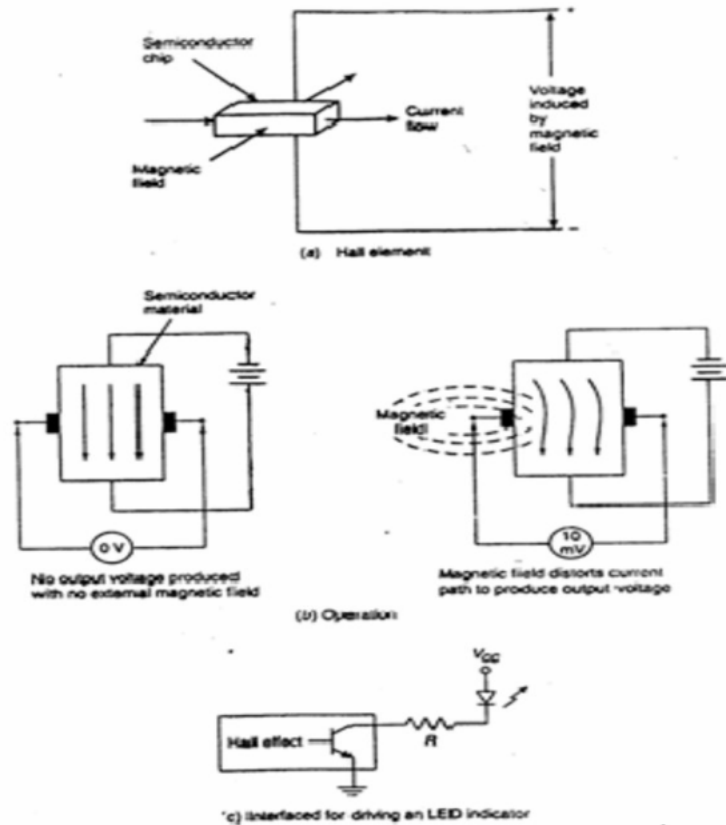 Semiconductor
chip
Current
flow
Magnetic
field
Voltage
induced
by
magnetic
field
(a) Hall element
Semiconductor
material
0 V
No output voltage produced
with no external magnetic field
Magnetic
field
10
mV
Magnetic field distorts current
path to produce output voltage
(b) Operation
VCC
Hall effect
R
(c) Interfaced for driving an LED indicator